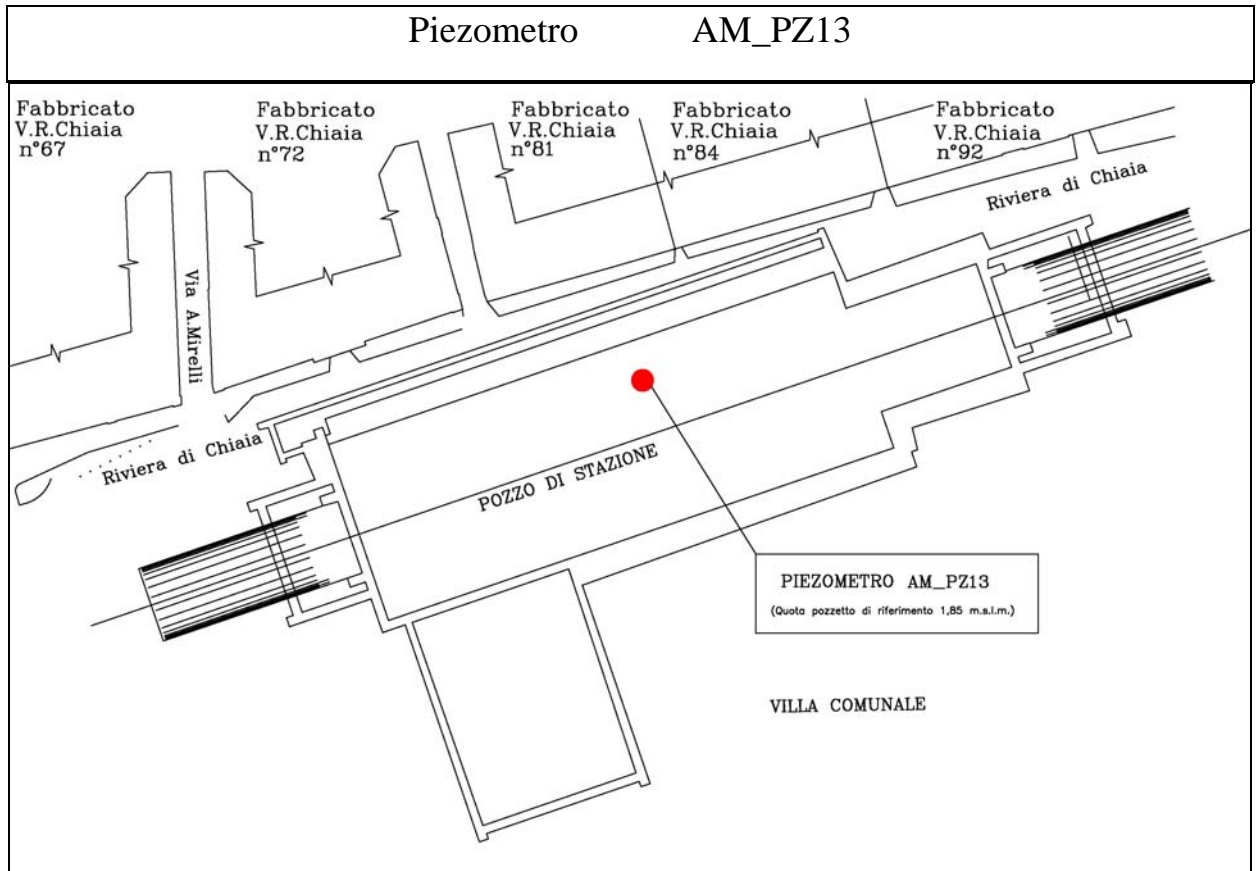 Piezometro AM_PZ13
Fabbricato
V.R.Chiaia
n°67
Fabbricato
V.R.Chiaia
n°72
Fabbricato
V.R.Chiaia
n°81
Fabbricato
V.R.Chiaia
n°84
Fabbricato
V.R.Chiaia
n°92
Riviera di Chiaia
Via A.Mirelli
Riviera di Chiaia
POZZO DI STAZIONE
PIEZOMETRO AM_PZ13
(Quota pozzetto di riferimento 1,85 m.s.l.m.)
VILLA COMUNALE